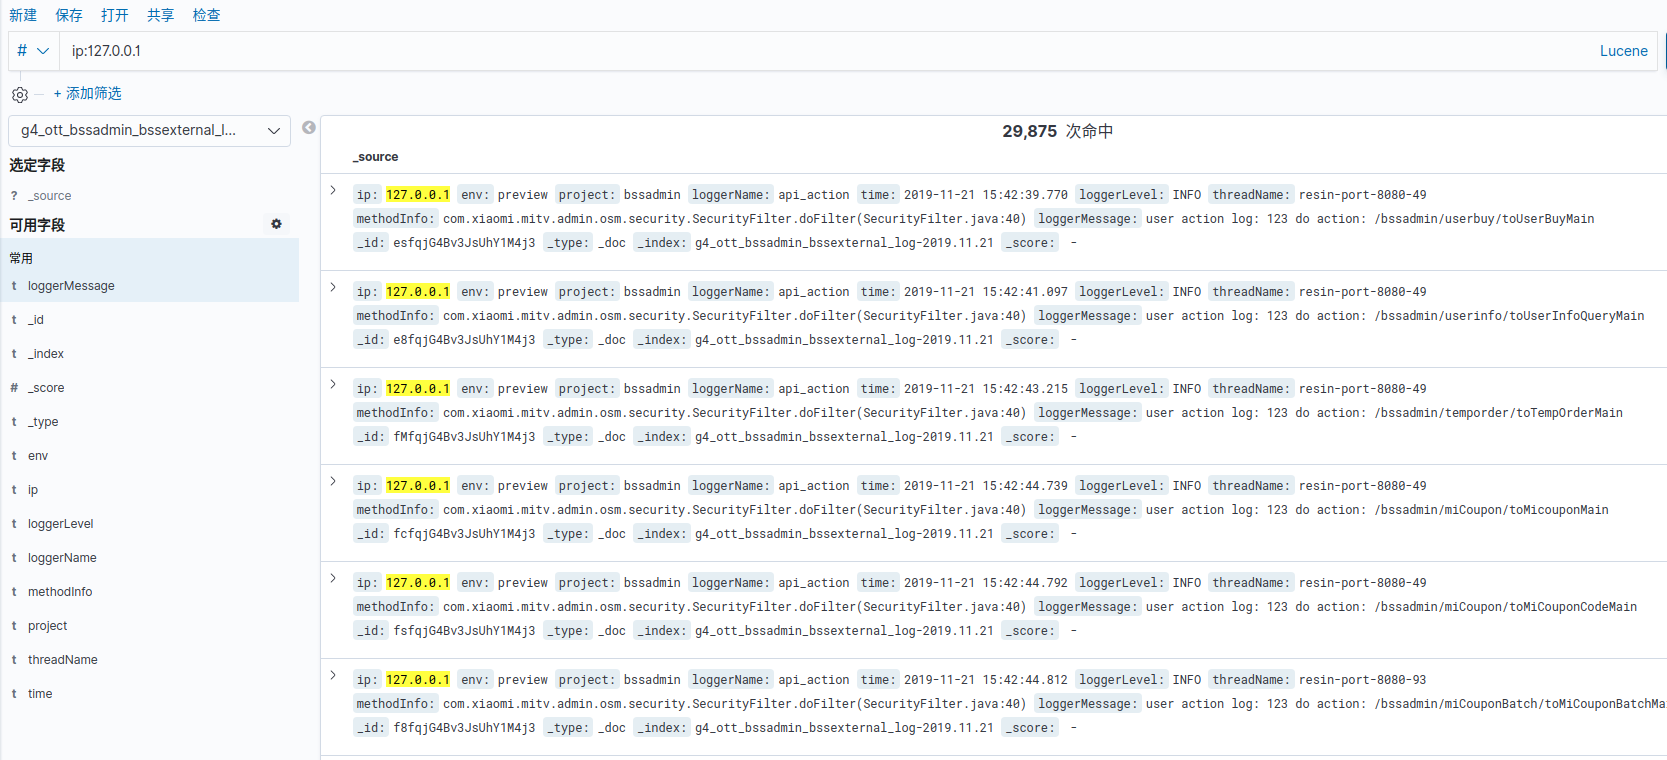 新建 保存 打开 共享 检查
# ip:127.0.0.1 Lucene
+ 添加筛选
g4_ott_bssadmin_bssexternal_l...
29,875 次命中
选定字段
? _source
可用字段
常用
t loggerMessage
t _id
t _index
# _score
t _type
t env
t ip
t loggerLevel
t loggerName
t methodInfo
t project
t threadName
t time
_source
ip: 127.0.0.1 env: preview project: bssadmin loggerName: api_action time: 2019-11-21 15:42:39.770 loggerLevel: INFO threadName: resin-port-8080-49
methodInfo: com.xiaomi.mitv.admin.osm.security.SecurityFilter.doFilter(SecurityFilter.java:40) loggerMessage: user action log: 123 do action: /bssadmin/userbuy/toUserBuyMain
_id: esfqjG4Bv3JsUhY1M4j3 _type: _doc _index: g4_ott_bssadmin_bssexternal_log-2019.11.21 _score: -
ip: 127.0.0.1 env: preview project: bssadmin loggerName: api_action time: 2019-11-21 15:42:41.097 loggerLevel: INFO threadName: resin-port-8080-49
methodInfo: com.xiaomi.mitv.admin.osm.security.SecurityFilter.doFilter(SecurityFilter.java:40) loggerMessage: user action log: 123 do action: /bssadmin/userinfo/toUserInfoQueryMain
_id: e8fqjG4Bv3JsUhY1M4j3 _type: _doc _index: g4_ott_bssadmin_bssexternal_log-2019.11.21 _score: -
ip: 127.0.0.1 env: preview project: bssadmin loggerName: api_action time: 2019-11-21 15:42:43.215 loggerLevel: INFO threadName: resin-port-8080-49
methodInfo: com.xiaomi.mitv.admin.osm.security.SecurityFilter.doFilter(SecurityFilter.java:40) loggerMessage: user action log: 123 do action: /bssadmin/temporder/toTempOrderMain
_id: fMfqjG4Bv3JsUhY1M4j3 _type: _doc _index: g4_ott_bssadmin_bssexternal_log-2019.11.21 _score: -
ip: 127.0.0.1 env: preview project: bssadmin loggerName: api_action time: 2019-11-21 15:42:44.739 loggerLevel: INFO threadName: resin-port-8080-49
methodInfo: com.xiaomi.mitv.admin.osm.security.SecurityFilter.doFilter(SecurityFilter.java:40) loggerMessage: user action log: 123 do action: /bssadmin/miCoupon/toMicouponMain
_id: fcfqjG4Bv3JsUhY1M4j3 _type: _doc _index: g4_ott_bssadmin_bssexternal_log-2019.11.21 _score: -
ip: 127.0.0.1 env: preview project: bssadmin loggerName: api_action time: 2019-11-21 15:42:44.792 loggerLevel: INFO threadName: resin-port-8080-49
methodInfo: com.xiaomi.mitv.admin.osm.security.SecurityFilter.doFilter(SecurityFilter.java:40) loggerMessage: user action log: 123 do action: /bssadmin/miCoupon/toMiCouponCodeMain
_id: fsfqjG4Bv3JsUhY1M4j3 _type: _doc _index: g4_ott_bssadmin_bssexternal_log-2019.11.21 _score: -
ip: 127.0.0.1 env: preview project: bssadmin loggerName: api_action time: 2019-11-21 15:42:44.812 loggerLevel: INFO threadName: resin-port-8080-93
methodInfo: com.xiaomi.mitv.admin.osm.security.SecurityFilter.doFilter(SecurityFilter.java:40) loggerMessage: user action log: 123 do action: /bssadmin/miCouponBatch/toMiCouponBatchMa
_id: f8fqjG4Bv3JsUhY1M4j3 _type: _doc _index: g4_ott_bssadmin_bssexternal_log-2019.11.21 _score: -